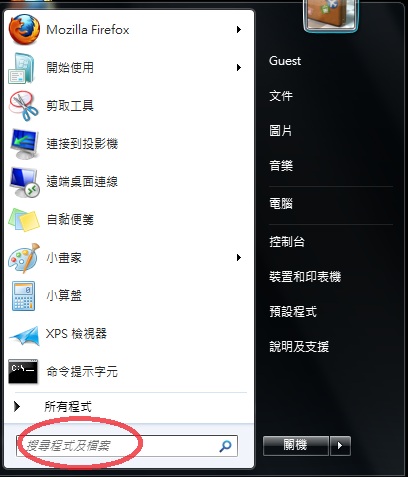 Mozilla Firefox
開始使用
剪取工具
連接到投影機
遠端桌面連線
自黏便箋
小畫家
小算盤
XPS 檢視器
命令提示字元
所有程式
搜尋程式及檔案
Guest
文件
圖片
音樂
電腦
控制台
裝置和印表機
預設程式
說明及支援
關機